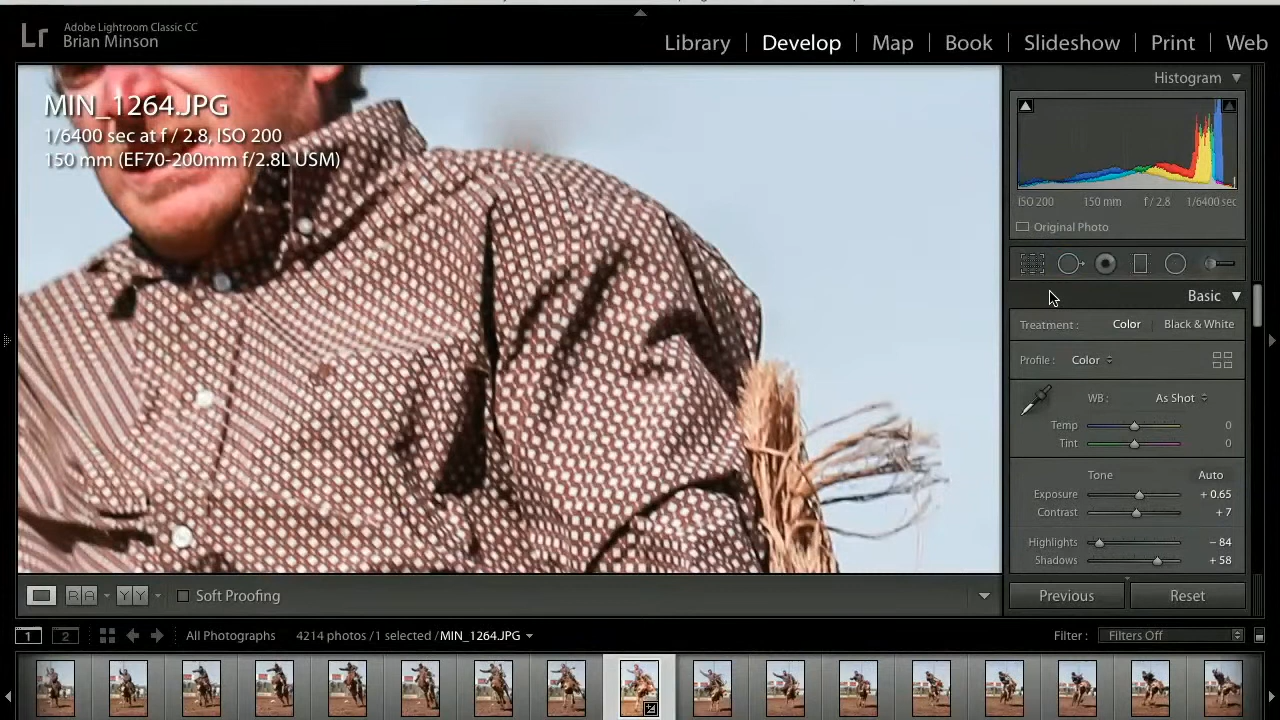 Lr
Adobe Lightroom Classic CC
Brian Minson
Library
Develop
Map
Book
Slideshow
Print
Web
MIN_1264.JPG
1/6400 sec at f / 2.8, ISO 200
150 mm (EF70-200mm f/2.8L USM)
Histogram
ISO 200 150 mm f / 2.8 1/6400 sec
Original Photo
Basic
Treatment : Color Black & White
Profile : Color
WB : As Shot
Temp 0
Tint 0
Tone Auto
Exposure + 0.65
Contrast + 7
Highlights − 84
Shadows + 58
Previous Reset
R A Y Y Soft Proofing
1 2 All Photographs 4214 photos / 1 selected / MIN_1264.JPG Filter : Filters Off